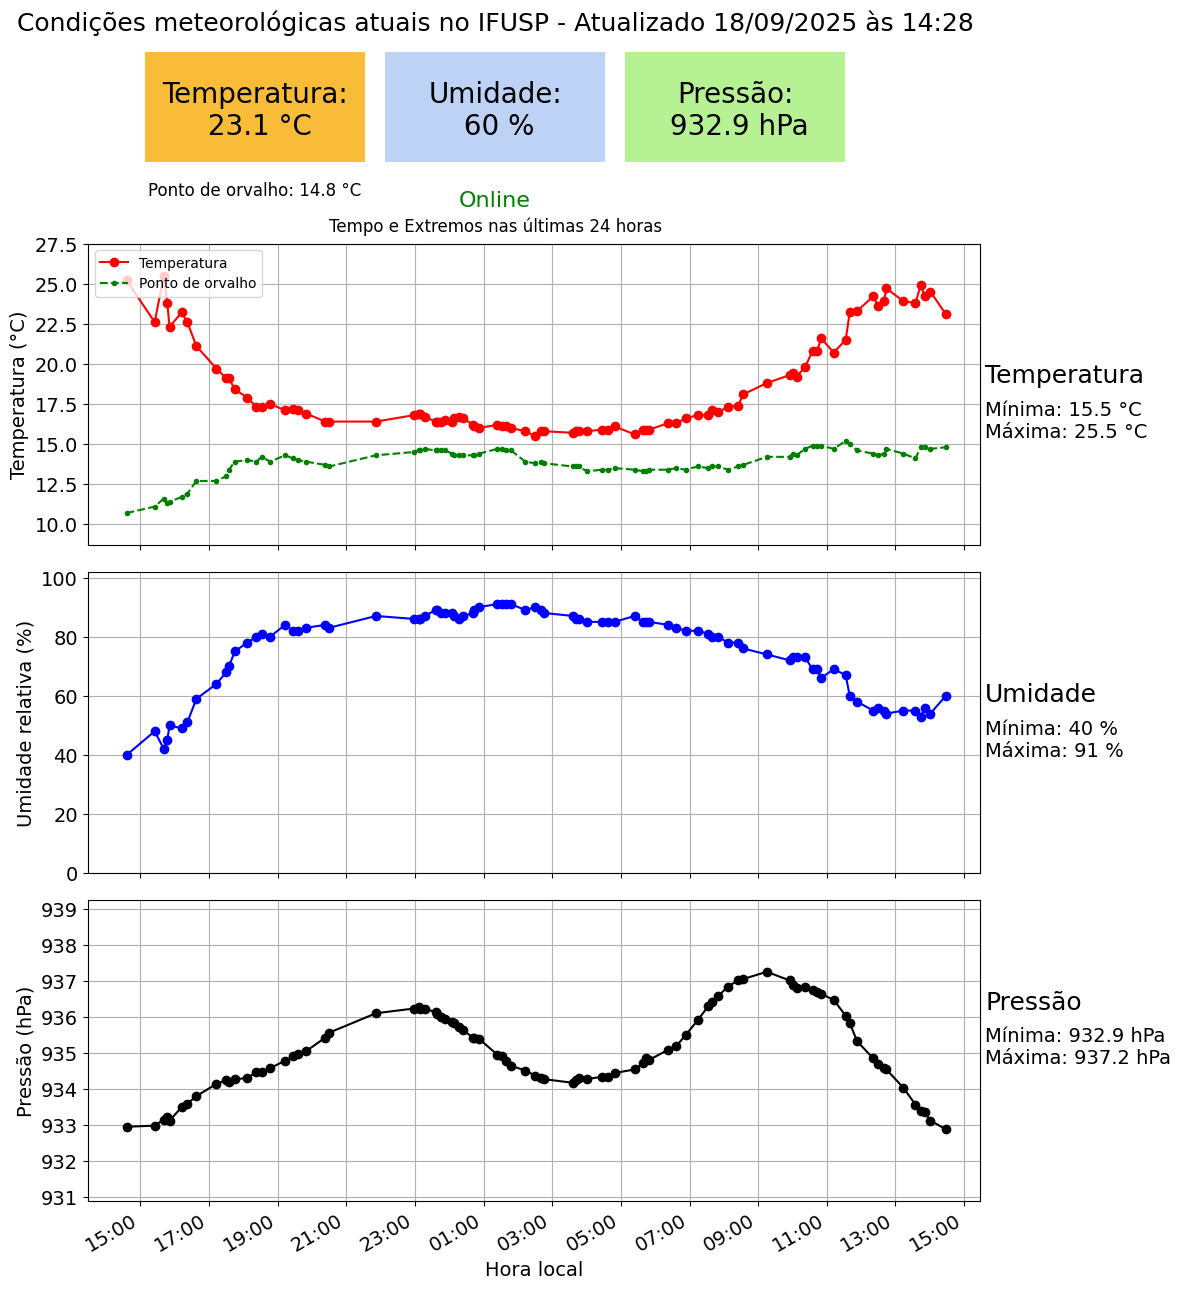 Condições meteorológicas atuais no IFUSP - Atualizado 18/09/2025 às 14:28
Temperatura:
23.1 °C
Umidade:
60 %
Pressão:
932.9 hPa
Ponto de orvalho: 14.8 °C
Online
Tempo e Extremos nas últimas 24 horas
27.5
25.0
22.5
20.0
17.5
15.0
12.5
10.0
Temperatura (°C)
Temperatura
Ponto de orvalho
Temperatura
Mínima: 15.5 °C
Máxima: 25.5 °C
100
80
60
40
20
0
Umidade relativa (%)
Umidade
Mínima: 40 %
Máxima: 91 %
939
938
937
936
935
934
933
932
931
Pressão (hPa)
Pressão
Mínima: 932.9 hPa
Máxima: 937.2 hPa
15:00 17:00 19:00 21:00 23:00 01:00 03:00 05:00 07:00 09:00 11:00 13:00 15:00
Hora local